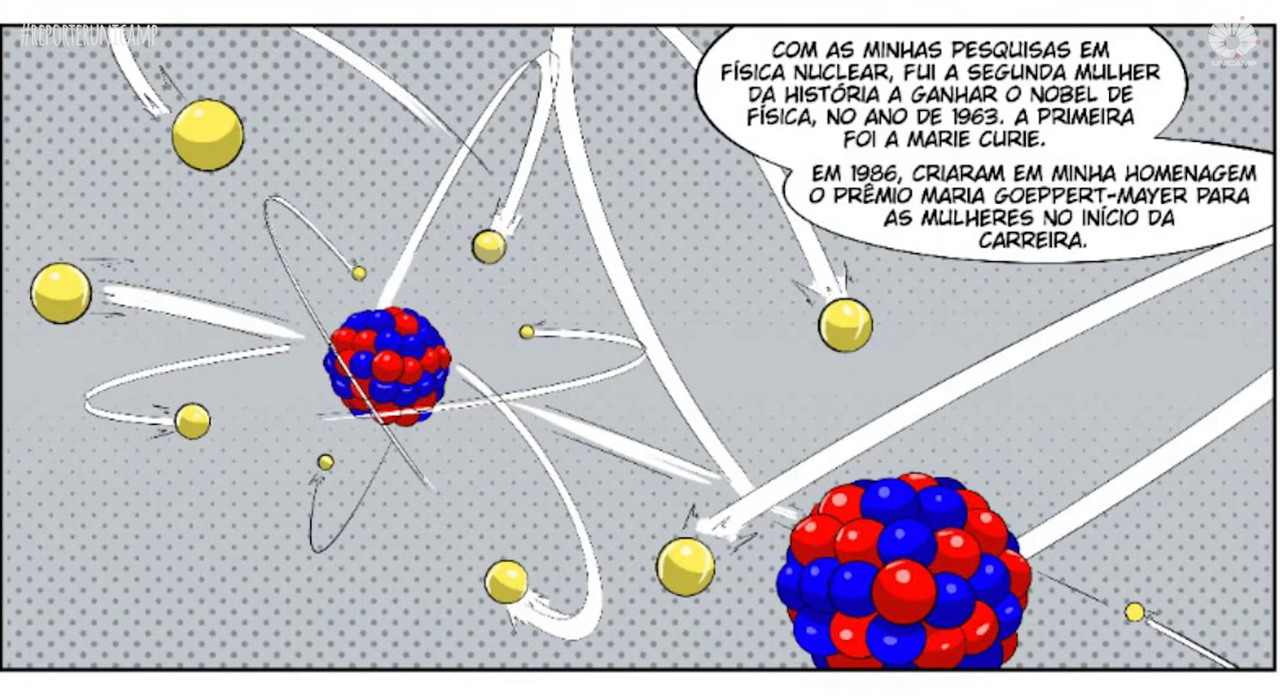 #REPORTERUNICAMP
UNICAMP
COM AS MINHAS PESQUISAS EM
FÍSICA NUCLEAR, FUI A SEGUNDA MULHER
DA HISTÓRIA A GANHAR O NOBEL DE
FÍSICA, NO ANO DE 1963. A PRIMEIRA
FOI A MARIE CURIE.
EM 1986, CRIARAM EM MINHA HOMENAGEM
O PRÊMIO MARIA GOEPPERT-MAYER PARA
AS MULHERES NO INÍCIO DA
CARREIRA.